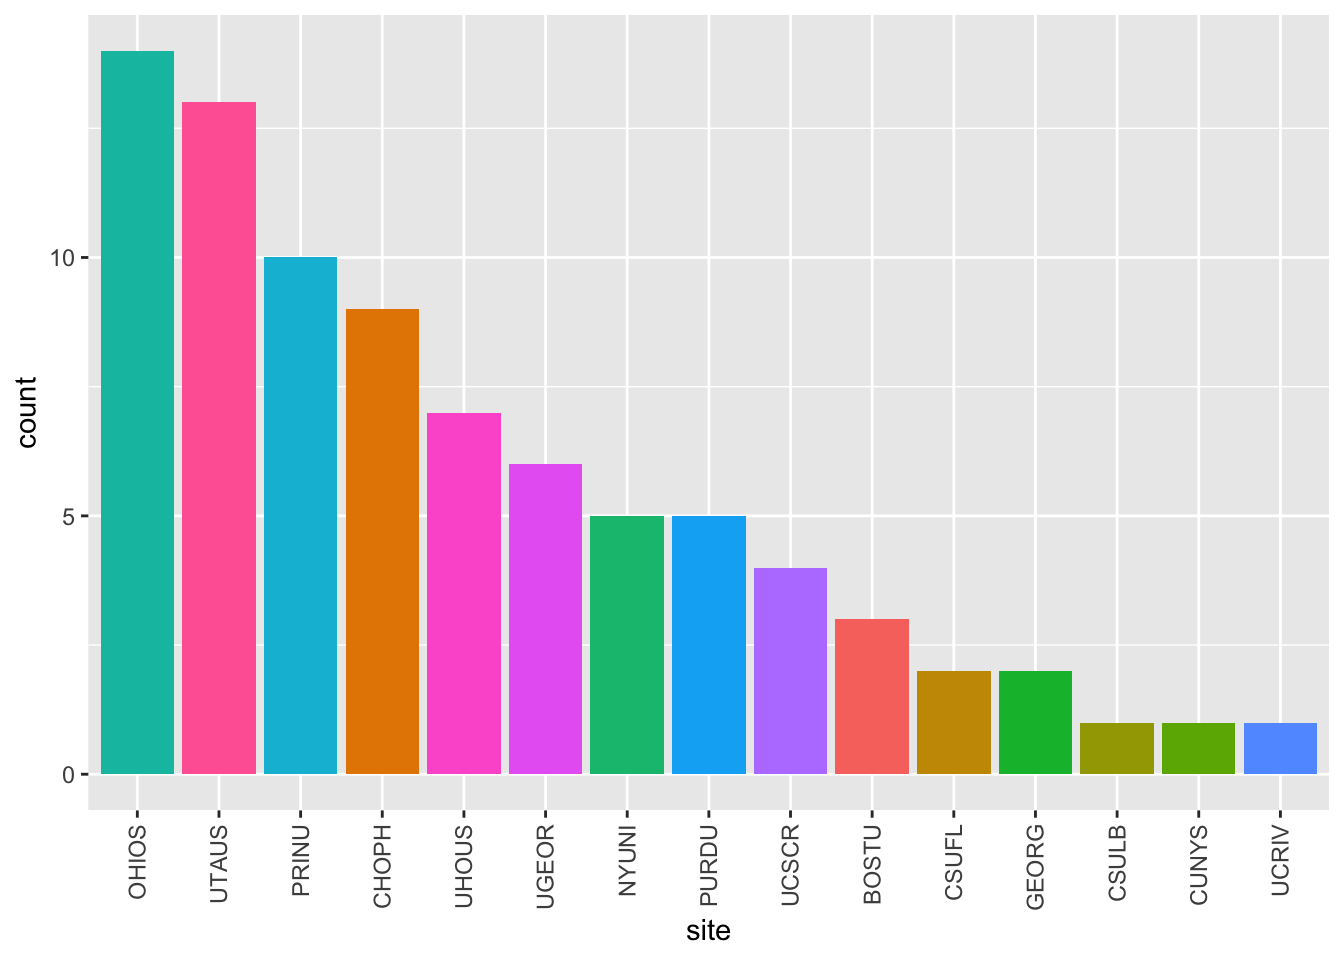 count
10
5
0
OHIOS
UTAUS
PRINU
CHOPH
UHOUS
UGEOR
NYUNI
PURDU
UCSCR
BOSTU
CSUFL
GEORG
CSULB
CUNYS
UCRIV
site